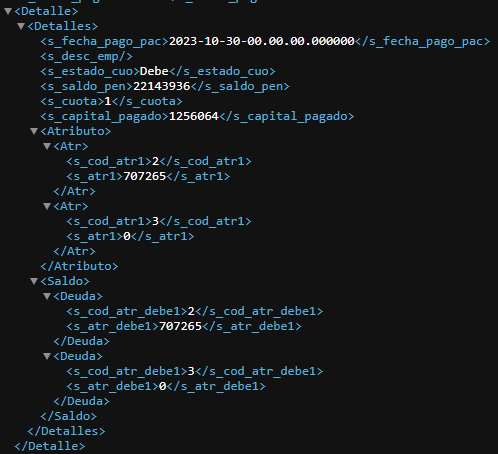 <Detalle>
<Detalles>
<s_fecha_pago_pac>2023-10-30-00.00.00.000000</s_fecha_pago_pac>
<s_desc_emp/>
<s_estado_cuo>Debe</s_estado_cuo>
<s_saldo_pen>22143936</s_saldo_pen>
<s_cuota>1</s_cuota>
<s_capital_pagado>1256064</s_capital_pagado>
<Atributo>
<Atr>
<s_cod_atr1>2</s_cod_atr1>
<s_atr1>707265</s_atr1>
</Atr>
<Atr>
<s_cod_atr1>3</s_cod_atr1>
<s_atr1>0</s_atr1>
</Atr>
</Atributo>
<Saldo>
<Deuda>
<s_cod_atr_debe1>2</s_cod_atr_debe1>
<s_atr_debe1>707265</s_atr_debe1>
</Deuda>
<Deuda>
<s_cod_atr_debe1>3</s_cod_atr_debe1>
<s_atr_debe1>0</s_atr_debe1>
</Deuda>
</Saldo>
</Detalles>
</Detalle>